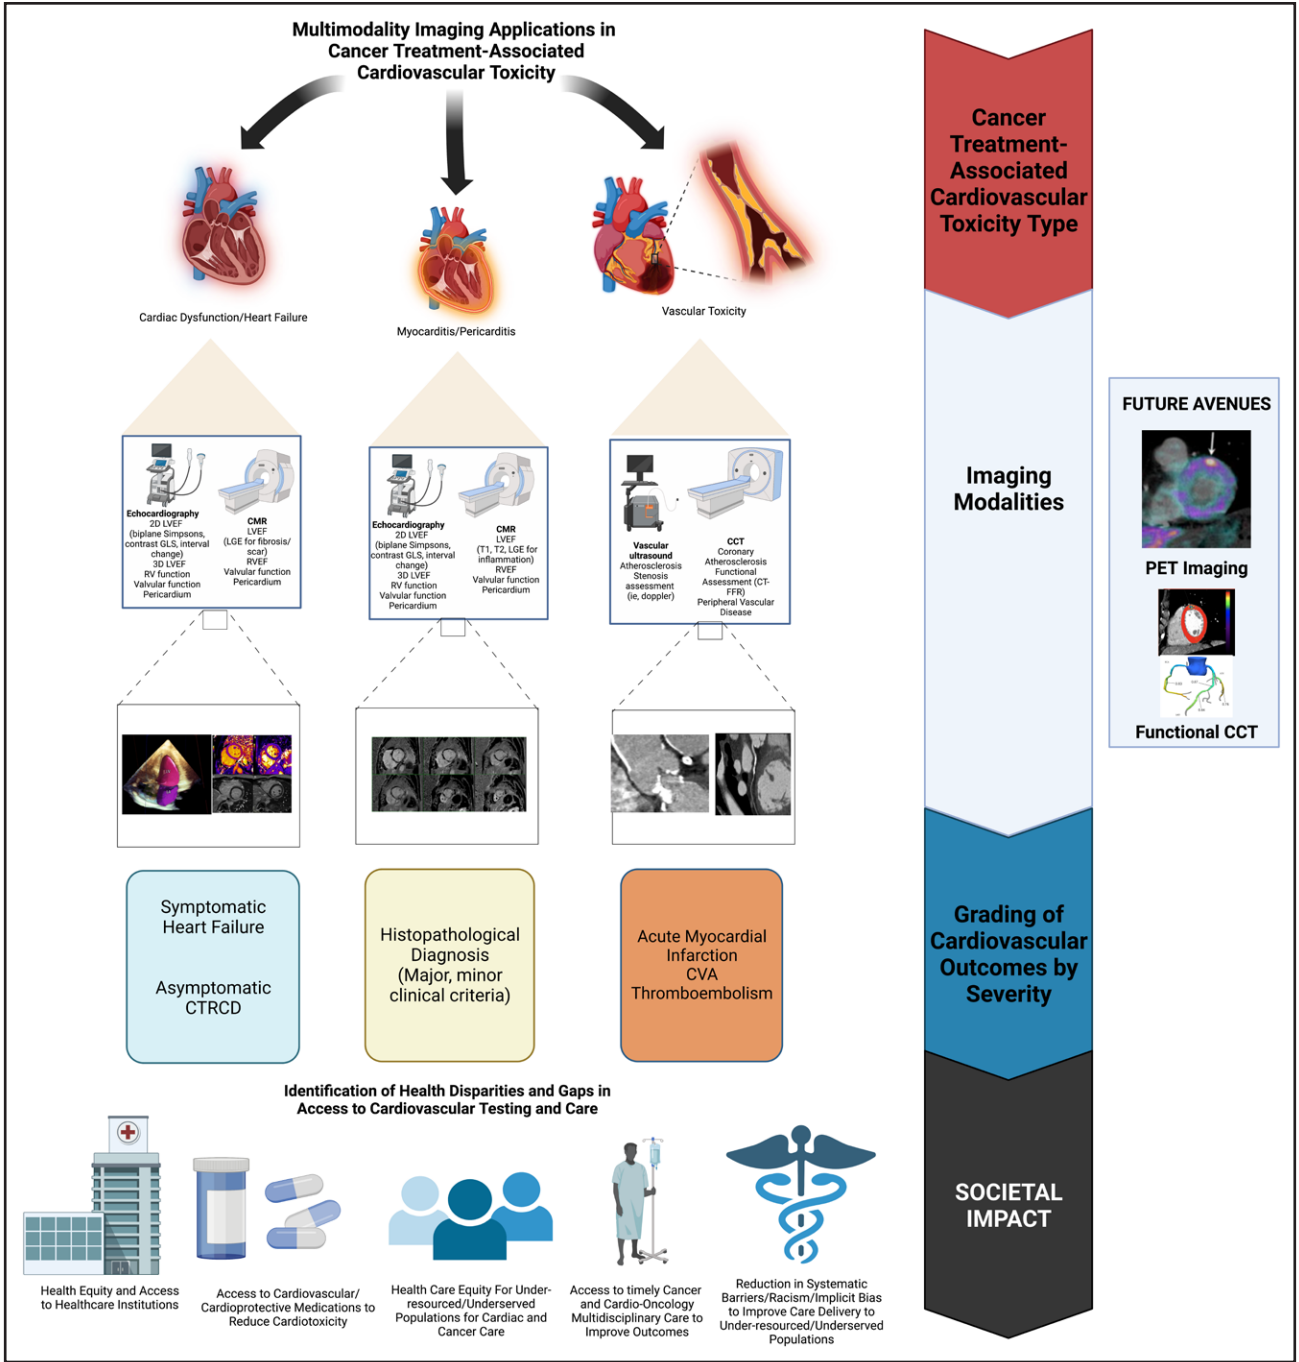 Multimodality Imaging Applications in
Cancer Treatment-Associated
Cardiovascular Toxicity
Cardiac Dysfunction/Heart Failure
Myocarditis/Pericarditis
Vascular Toxicity
Echocardiography
2D LVEF
(biplane Simpsons,
contrast GLS, interval
change)
3D LVEF
RV function
Valvular function
Pericardium
CMR
LVEF
(LGE for fibrosis/
scar)
RVEF
Valvular function
Pericardium
Echocardiography
2D LVEF
(biplane Simpsons,
contrast GLS, interval
change)
3D LVEF
RV function
Valvular function
Pericardium
CMR
LVEF
(T1, T2, LGE for
inflammation)
RVEF
Valvular function
Pericardium
Vascular
ultrasound
Atherosclerosis
Stenosis
assessment
(ie, doppler)
CCT
Coronary
Atherosclerosis
Functional
Assessment (CT-
FFR)
Peripheral Vascular
Disease
Symptomatic
Heart Failure
Asymptomatic
CTRCD
Histopathological
Diagnosis
(Major, minor
clinical criteria)
Acute Myocardial
Infarction
CVA
Thromboembolism
Identification of Health Disparities and Gaps in
Access to Cardiovascular Testing and Care
Health Equity and Access
to Healthcare Institutions
Access to Cardiovascular/
Cardioprotective Medications to
Reduce Cardiotoxicity
Health Care Equity For Under-
resourced/Underserved
Populations for Cardiac and
Cancer Care
Access to timely Cancer
and Cardio-Oncology
Multidisciplinary Care to
Improve Outcomes
Reduction in Systematic
Barriers/Racism/Implicit Bias
to Improve Care Delivery to
Under-resourced/Underserved
Populations
Cancer
Treatment-
Associated
Cardiovascular
Toxicity Type
Imaging
Modalities
Grading of
Cardiovascular
Outcomes by
Severity
SOCIETAL
IMPACT
FUTURE AVENUES
PET Imaging
Functional CCT